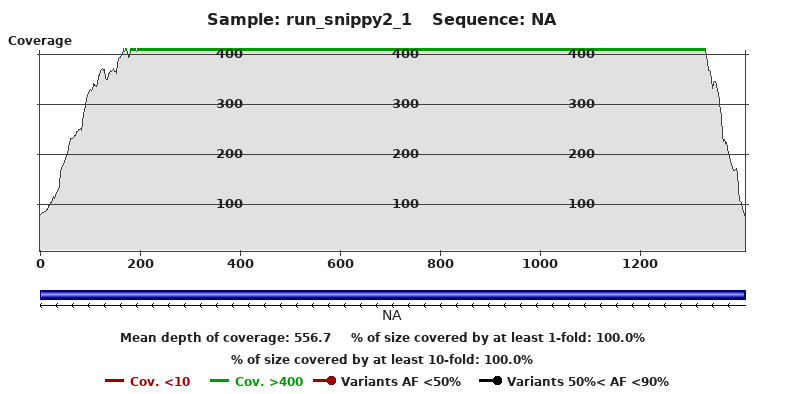 Sample: run_snippy2_1 Sequence: NA
Coverage
400 400 400
300 300 300
200 200 200
100 100 100
0 200 400 600 800 1000 1200
NA
Mean depth of coverage: 556.7 % of size covered by at least 1-fold: 100.0%
% of size covered by at least 10-fold: 100.0%
Cov. <10 Cov. >400 Variants AF <50% Variants 50%< AF <90%